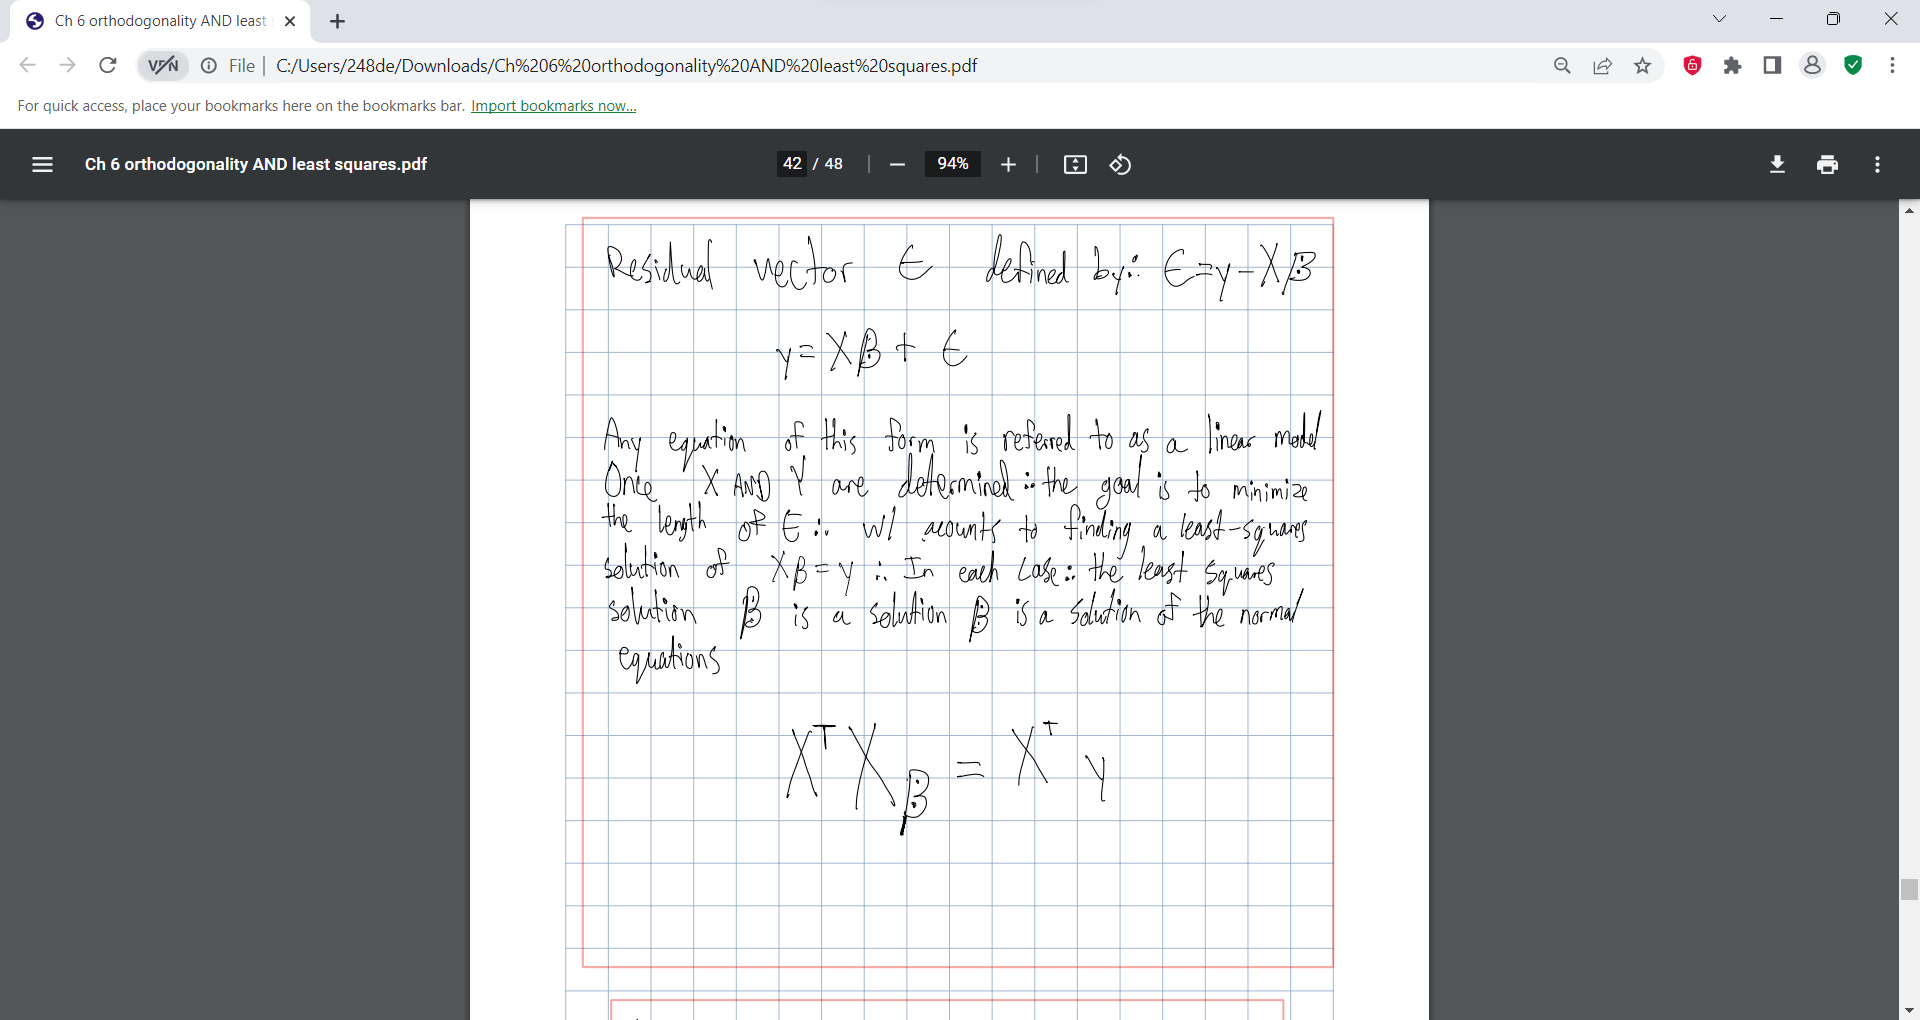 Ch 6 orthodogonality AND least
VPN File C:/Users/248de/Downloads/Ch%206%20orthodogonality%20AND%20least%20squares.pdf
For quick access, place your bookmarks here on the bookmarks bar. Import bookmarks now...
Ch 6 orthodogonality AND least squares.pdf 42 / 48 94%
Residual vector ϵ defined by: ϵ=y-Xβ
y=Xβ+ ϵ
Any equation of this form is referred to as a linear model
Once X AND Y are determined ∴ the goal is to minimize
the length of ϵ ∴ w/ acounts to finding a least-squares
solution of Xβ=y ∴ In each case: the least squares
solution β is a solution β is a solution of the normal
equations
XᵀXβ = Xᵀy